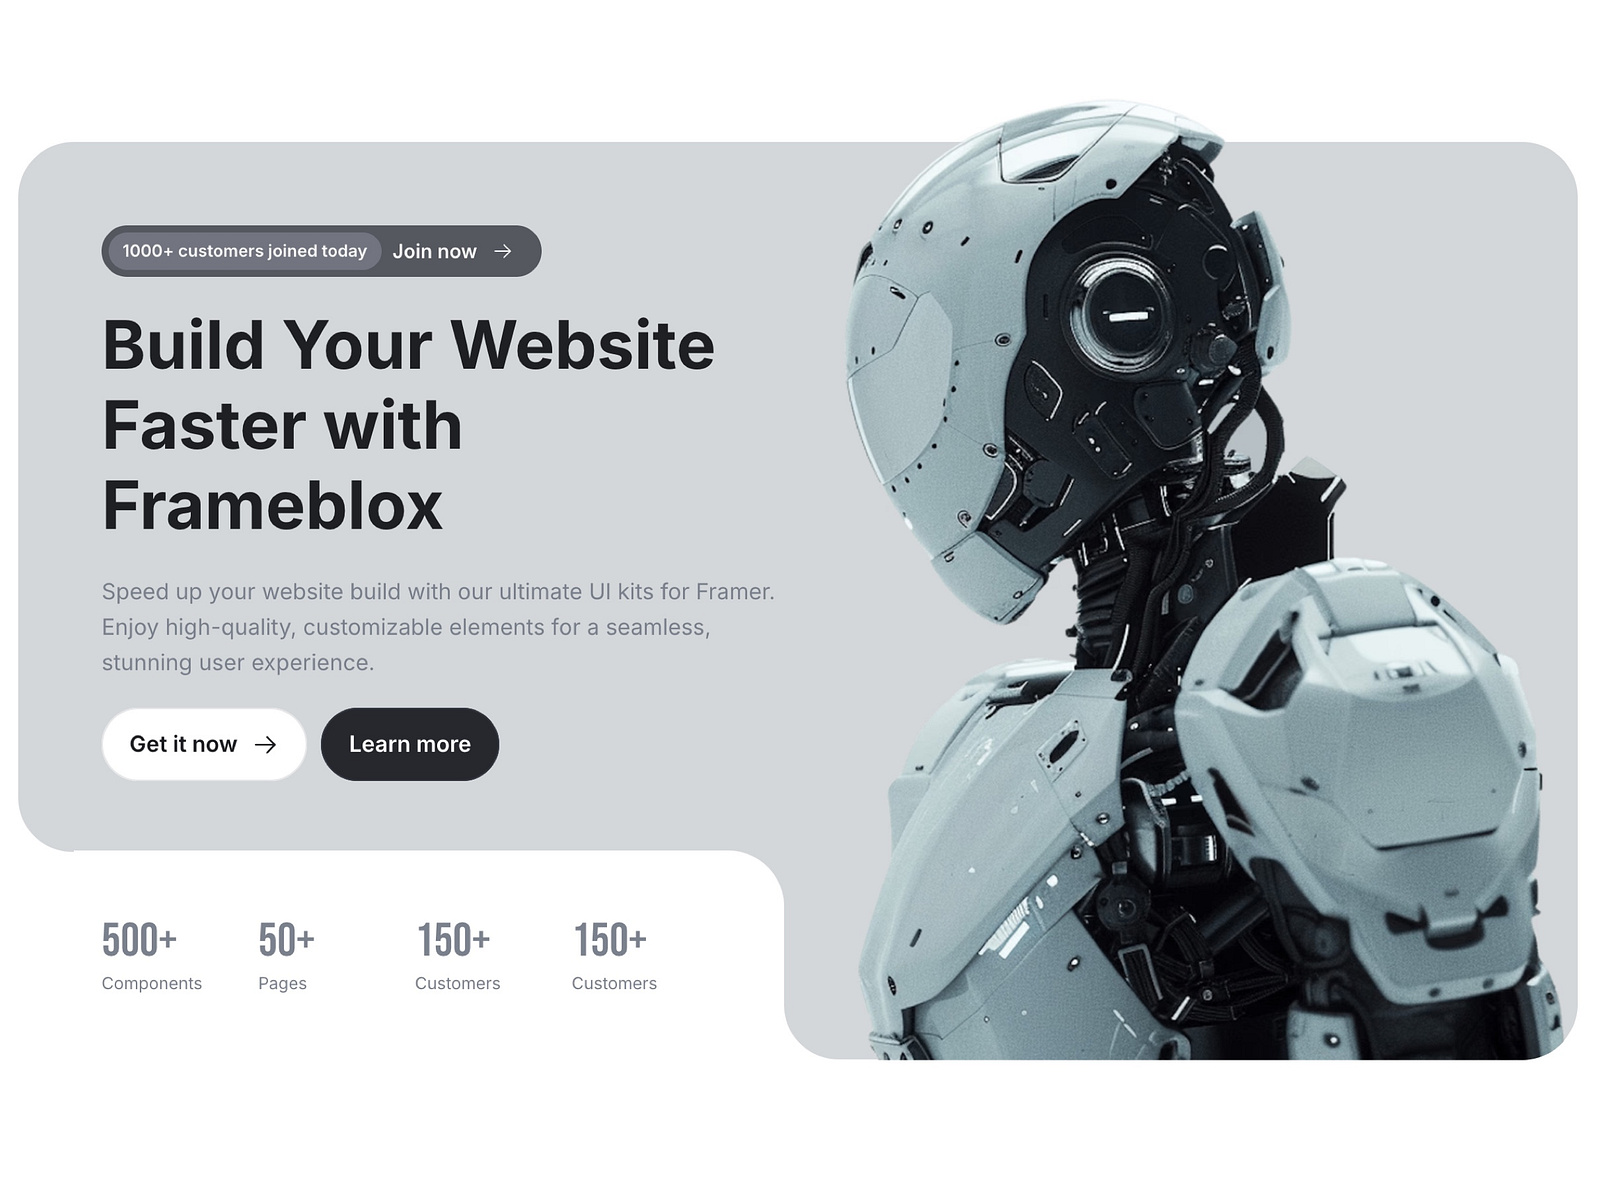 1000+ customers joined today Join now
Build Your Website
Faster with
Frameblox
Speed up your website build with our ultimate UI kits for Framer.
Enjoy high-quality, customizable elements for a seamless,
stunning user experience.
Get it now Learn more
500+ 50+ 150+ 150+
Components Pages Customers Customers